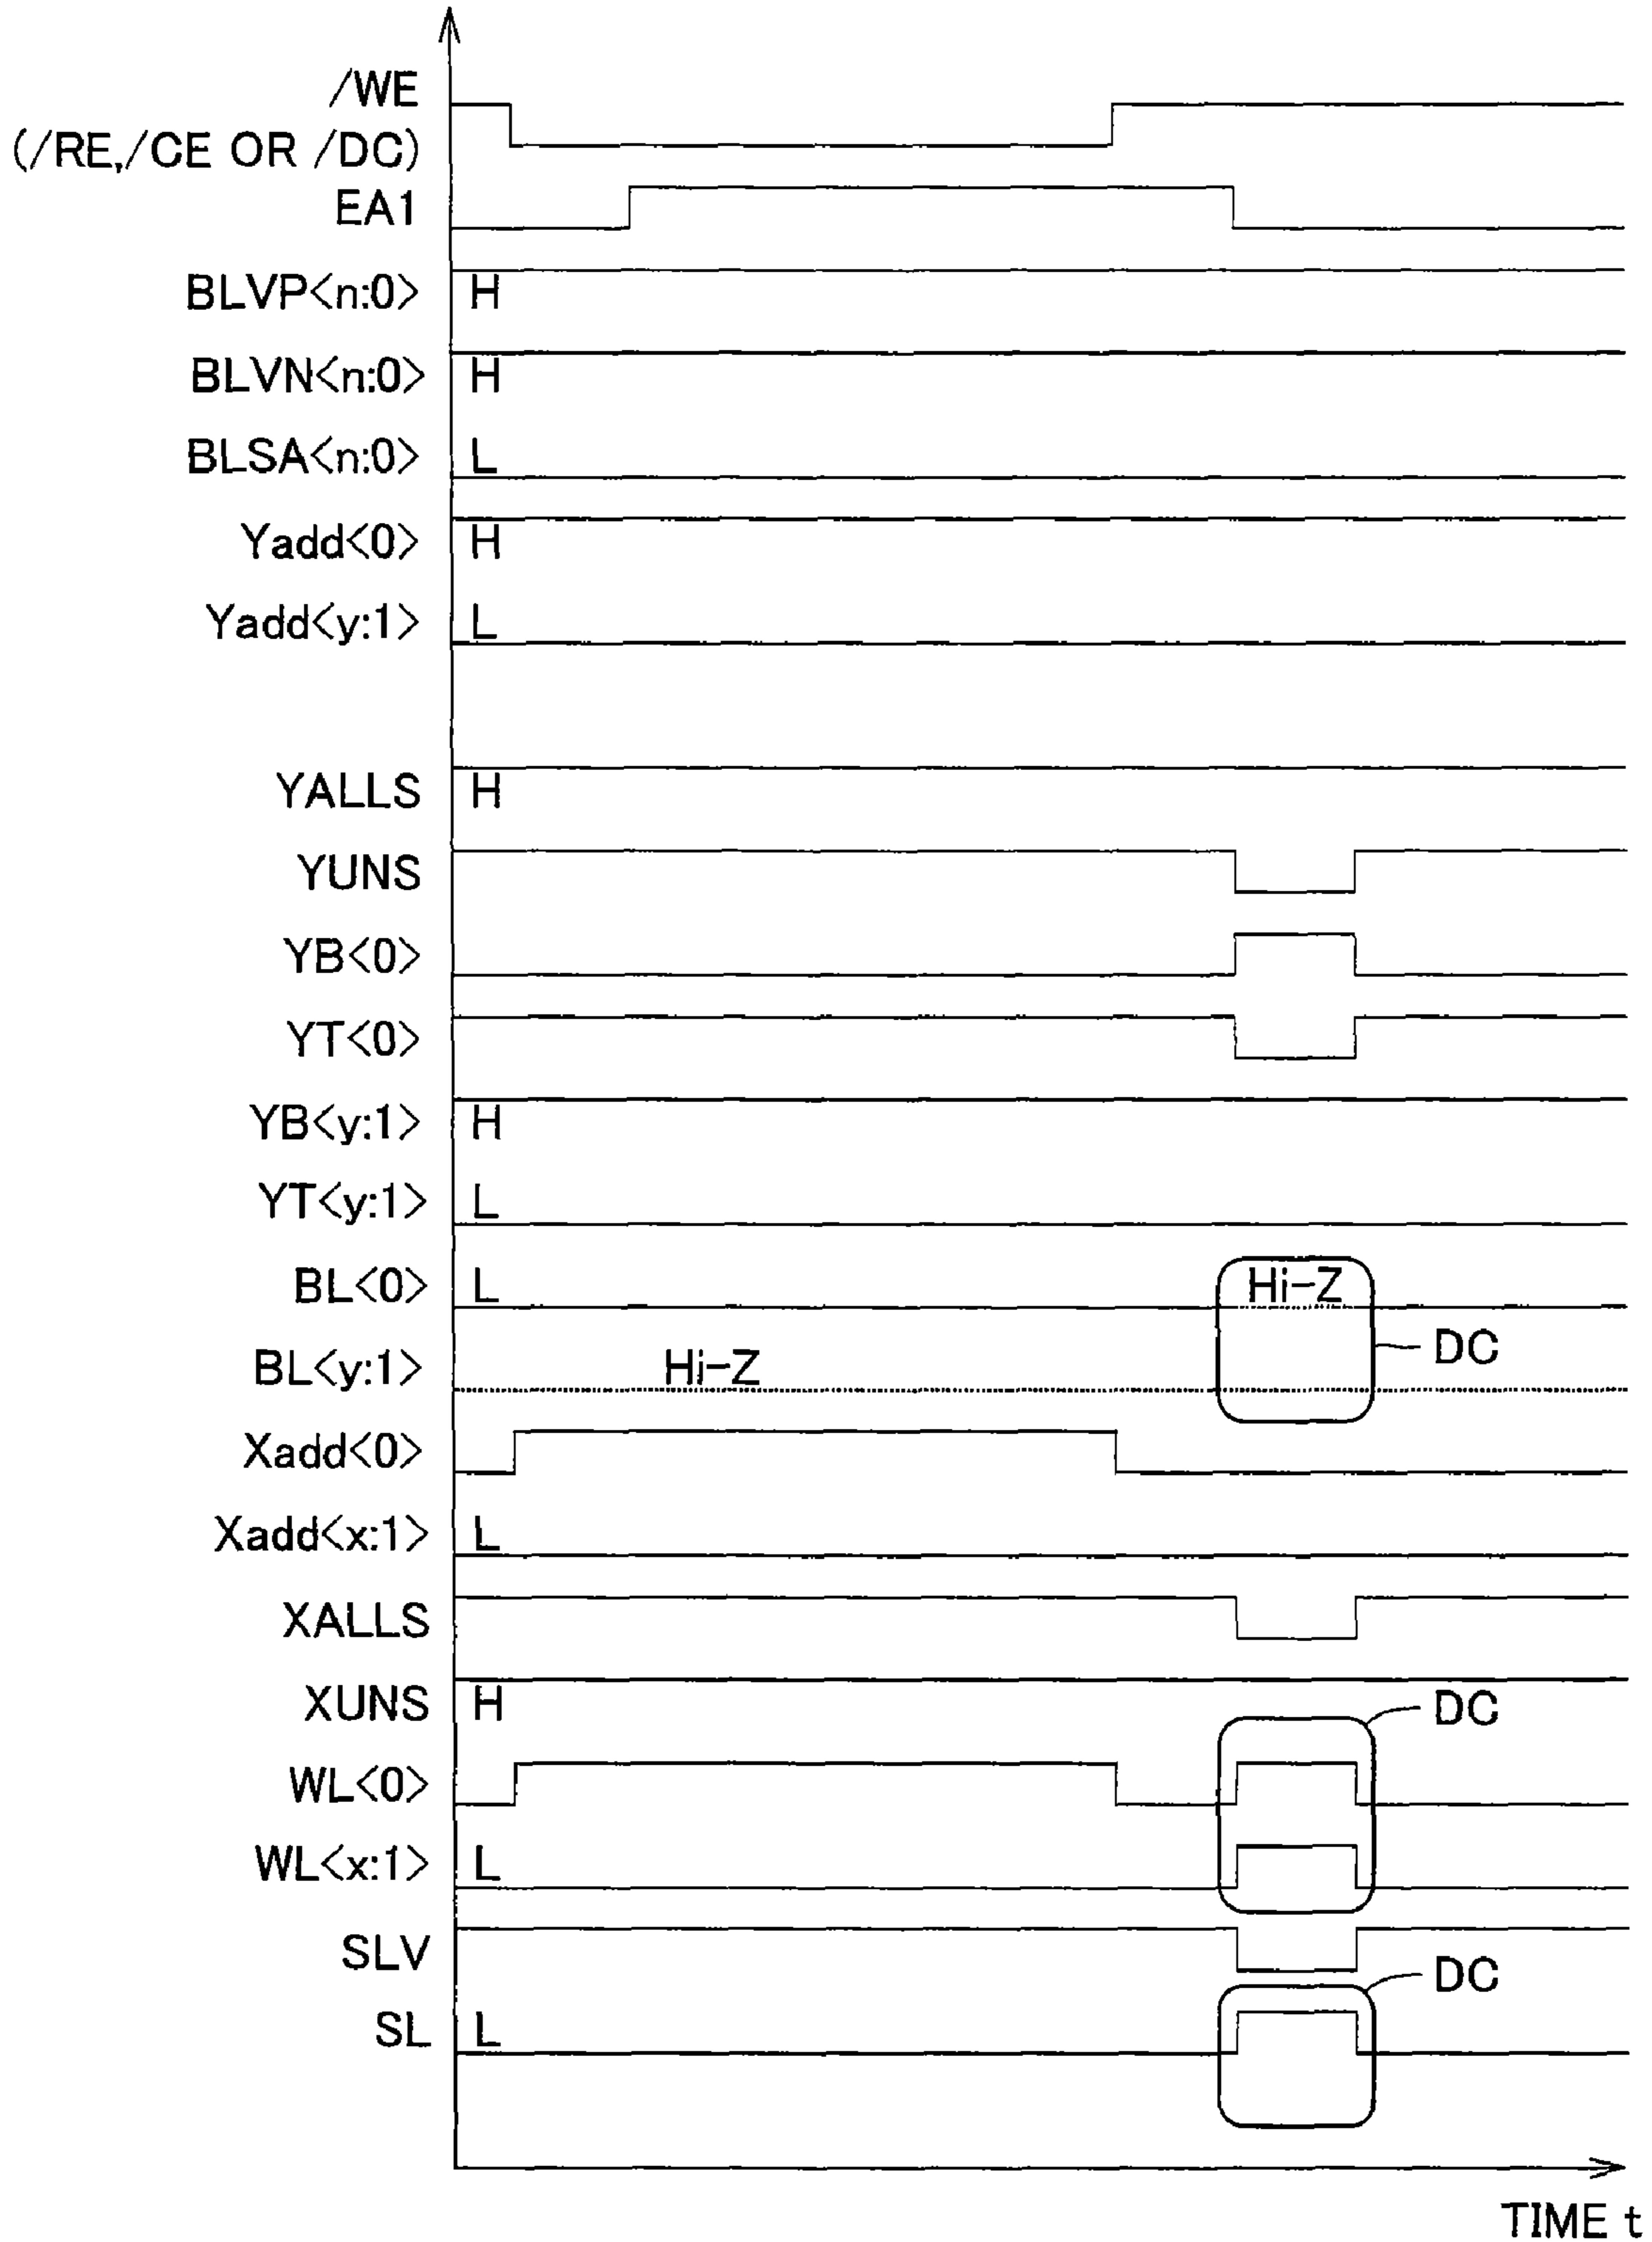 /WE
(/RE,/CE OR /DC)
EA1
BLVP<n:0> H
BLVN<n:0> H
BLSA<n:0> L
Yadd<0> H
Yadd<y:1> L
YALLS H
YUNS
YB<0>
YT<0>
YB<y:1> H
YT<y:1> L
BL<0> L Hi-Z
DC
BL<y:1> Hi-Z
Xadd<0>
Xadd<x:1> L
XALLS
XUNS H
DC
WL<0>
WL<x:1> L
SLV
DC
SL L
TIME t